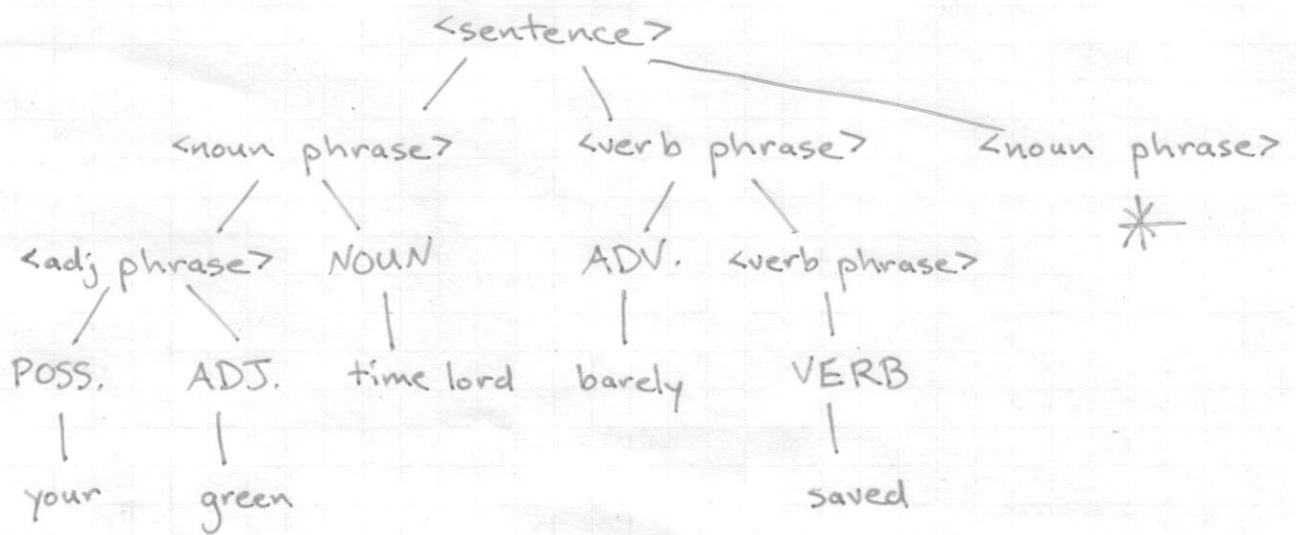 <sentence>
<noun phrase> <verb phrase> <noun phrase>
<adj phrase> NOUN ADV. <verb phrase> *
POSS. ADJ. time lord barely VERB
your green saved